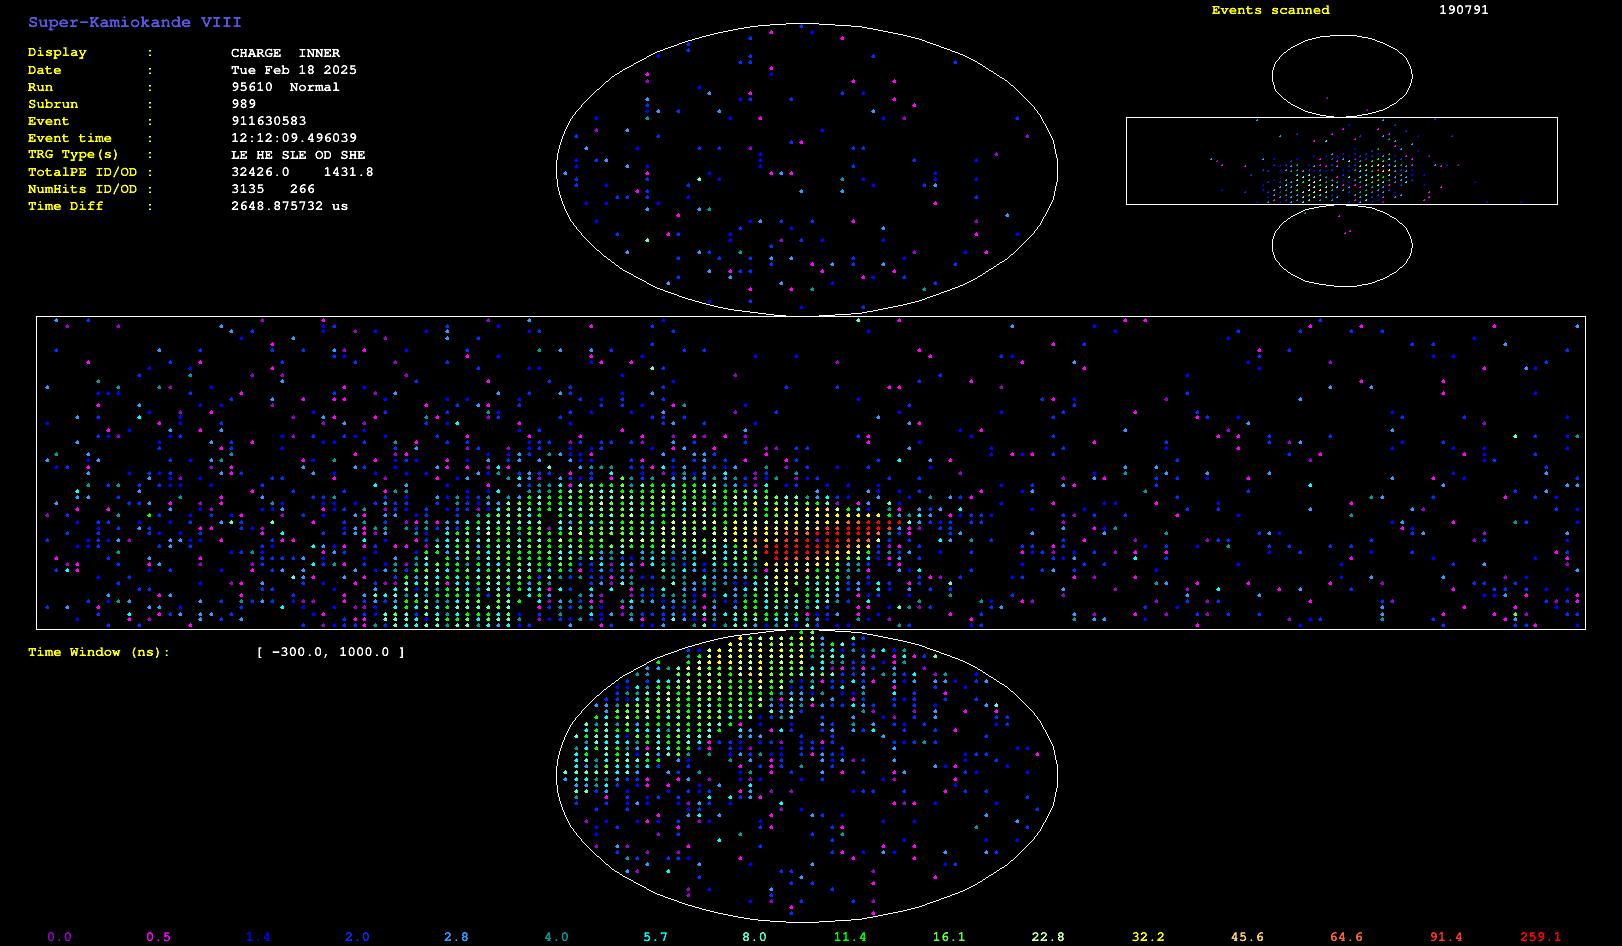 Super-Kamiokande VIII
Events scanned 190791
Display : CHARGE INNER
Date : Tue Feb 18 2025
Run : 95610 Normal
Subrun : 989
Event : 911630583
Event time : 12:12:09.496039
TRG Type(s) : LE HE SLE OD SHE
TotalPE ID/OD : 32426.0 1431.8
NumHits ID/OD : 3135 266
Time Diff : 2648.875732 us
Time Window (ns): [ -300.0, 1000.0 ]
0.0 0.5 1.4 2.0 2.8 4.0 5.7 8.0 11.4 16.1 22.8 32.2 45.6 64.6 91.4 259.1